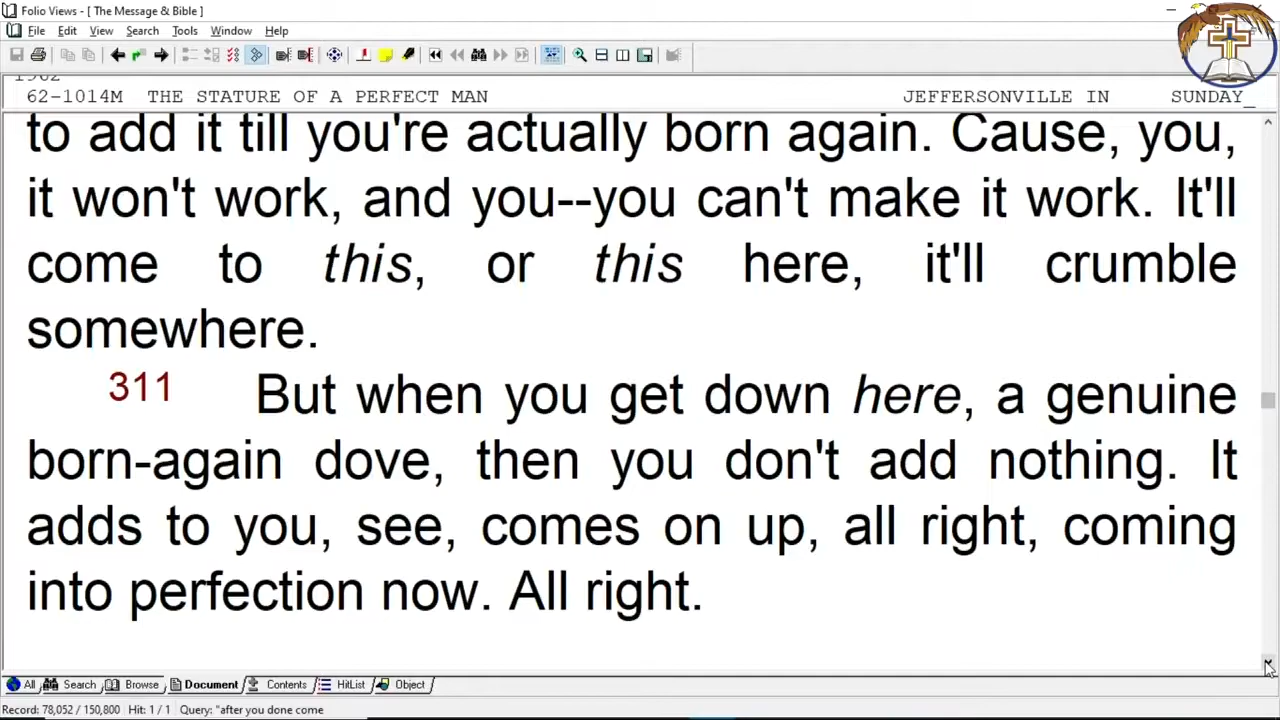 Folio Views - [ The Message & Bible ]
File Edit View Search Tools Window Help
1962
62-1014M THE STATURE OF A PERFECT MAN JEFFERSONVILLE IN SUNDAY_
to add it till you're actually born again. Cause, you,
it won't work, and you--you can't make it work. It'll
come to this, or this here, it'll crumble
somewhere.
311 But when you get down here, a genuine
born-again dove, then you don't add nothing. It
adds to you, see, comes on up, all right, coming
into perfection now. All right.
All Search Browse Document Contents HitList Object
Record: 78,052 / 150,800 Hit: 1 / 1 Query: "after you done come